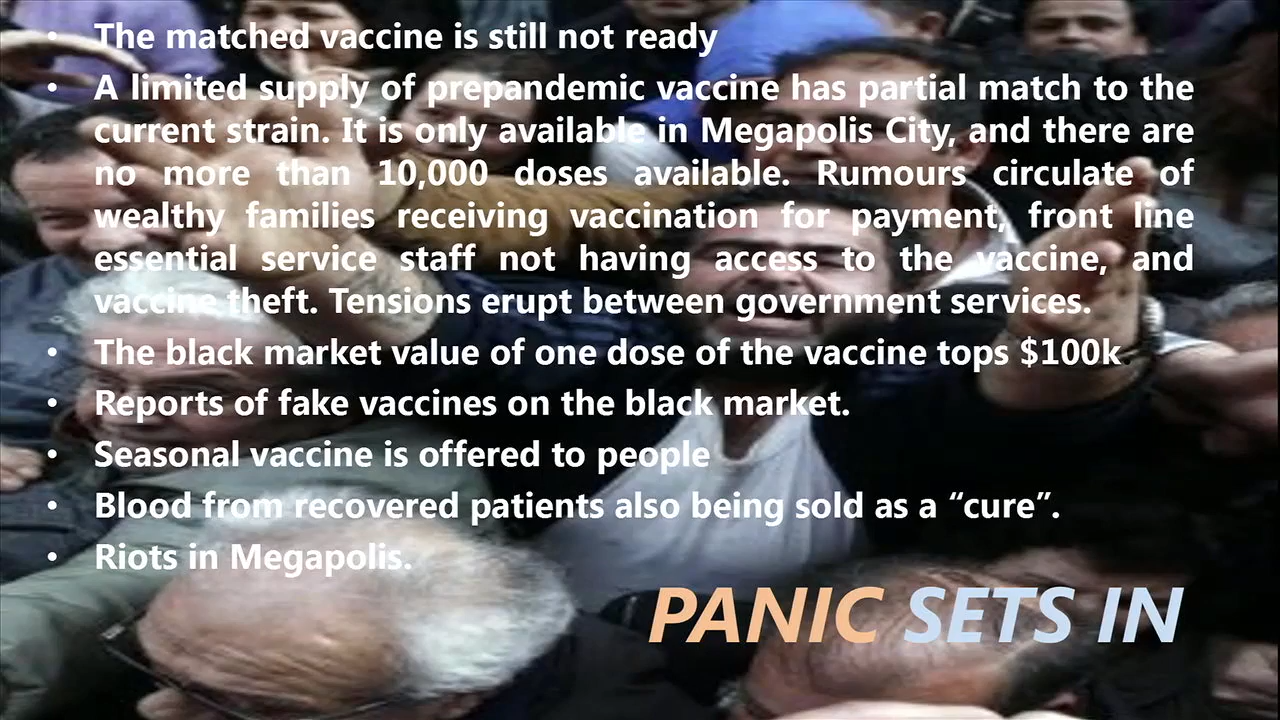 • The matched vaccine is still not ready
• A limited supply of prepandemic vaccine has partial match to the
current strain. It is only available in Megapolis City, and there are
no more than 10,000 doses available. Rumours circulate of
wealthy families receiving vaccination for payment, front line
essential service staff not having access to the vaccine, and
vaccine theft. Tensions erupt between government services.
• The black market value of one dose of the vaccine tops $100k
• Reports of fake vaccines on the black market.
• Seasonal vaccine is offered to people
• Blood from recovered patients also being sold as a “cure”.
• Riots in Megapolis.
PANIC SETS IN